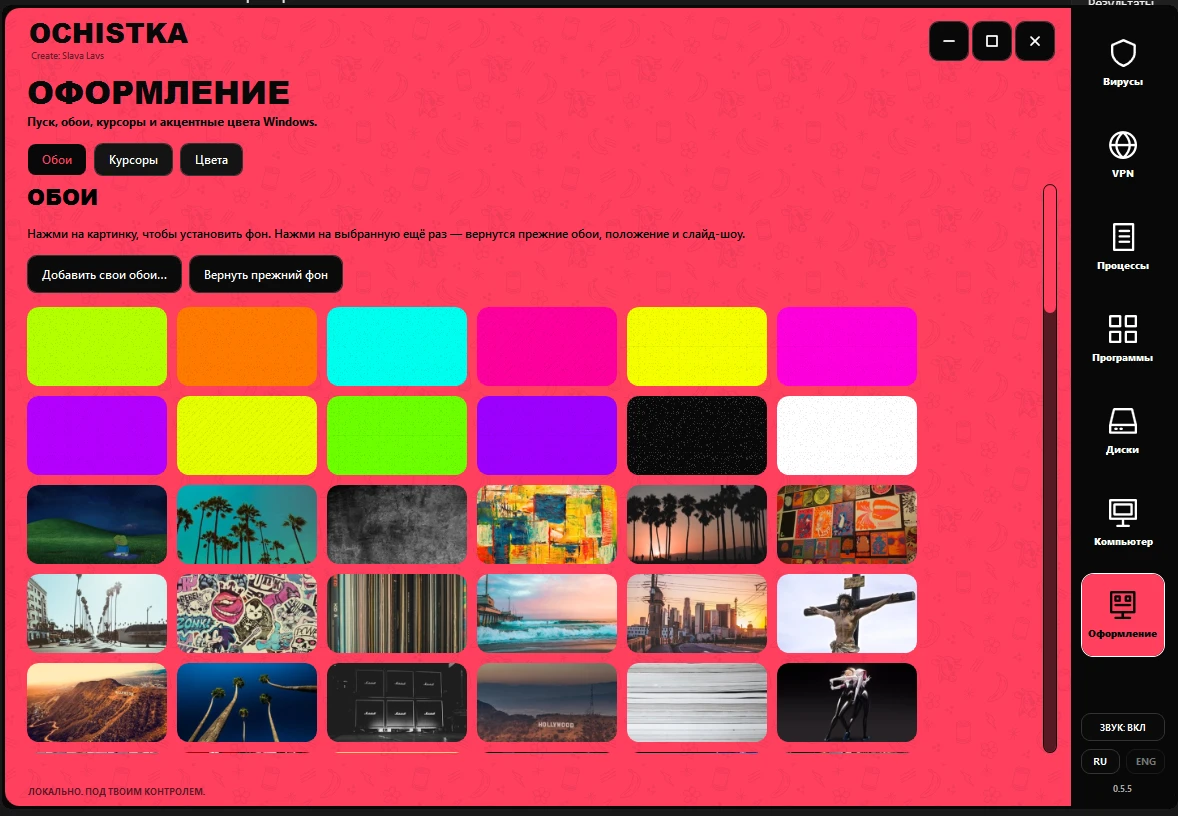 Результаты
OCHISTKA
Create: Slava Lavs
ОФОРМЛЕНИЕ
Пуск, обои, курсоры и акцентные цвета Windows.
Обои
Курсоры
Цвета
ОБОИ
Нажми на картинку, чтобы установить фон. Нажми на выбранную ещё раз — вернутся прежние обои, положение и слайд-шоу.
Добавить свои обои...
Вернуть прежний фон
HOLLYWOOD
ЛОКАЛЬНО. ПОД ТВОИМ КОНТРОЛЕМ.
Вирусы
VPN
Процессы
Программы
Диски
Компьютер
Оформление
ЗВУК: ВКЛ
RU
ENG
0.5.5